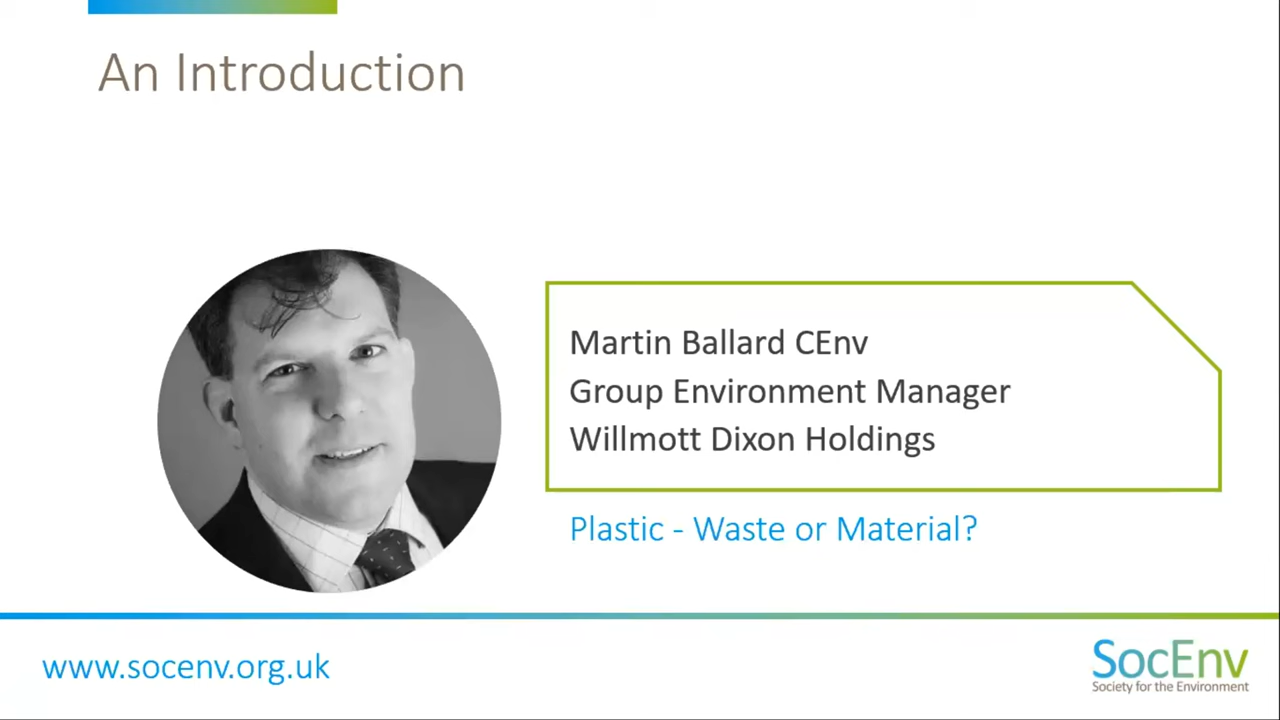 An Introduction
Martin Ballard CEnv
Group Environment Manager
Willmott Dixon Holdings
Plastic - Waste or Material?
www.socenv.org.uk
SocEnv
Society for the Environment